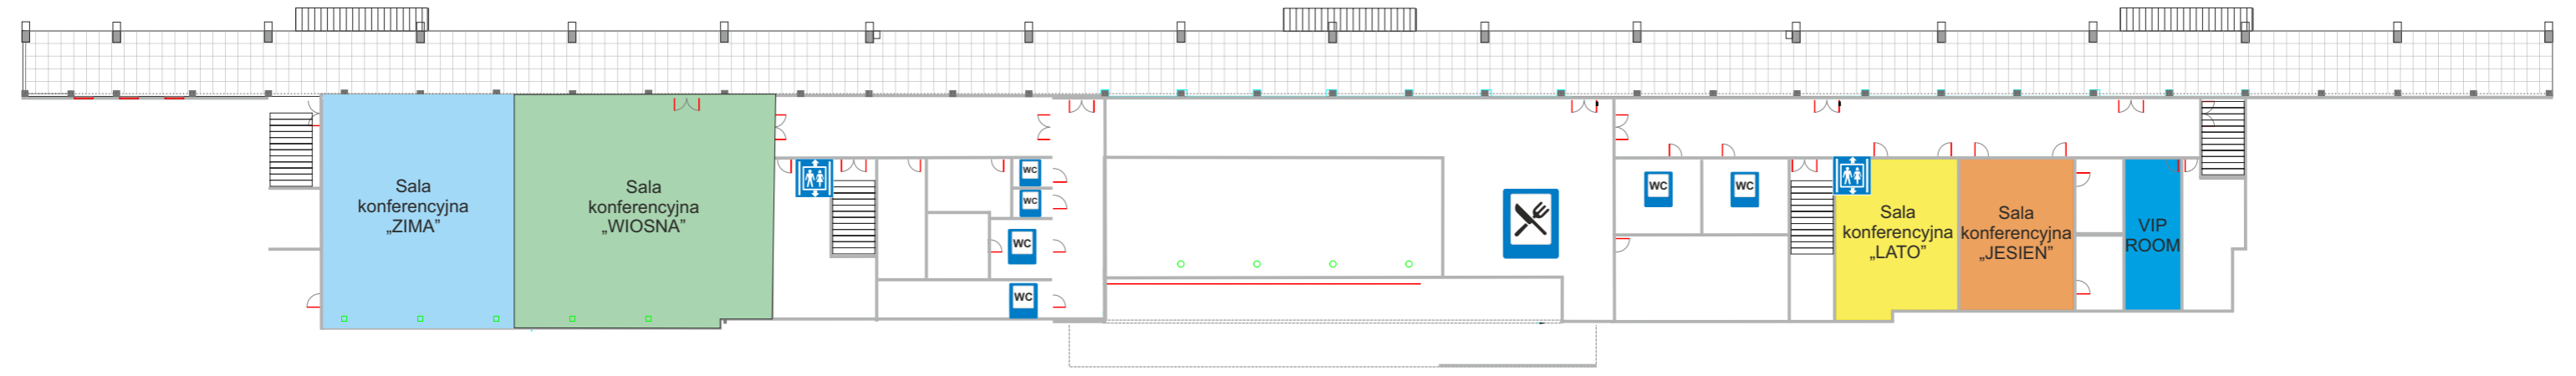 Sala
konferencyjna
„ZIMA”
Sala
konferencyjna
„WIOSNA”
WC
WC
WC
WC
WC
WC
Sala
konferencyjna
„LATO”
Sala
konferencyjna
„JESIEŃ”
VIP
ROOM